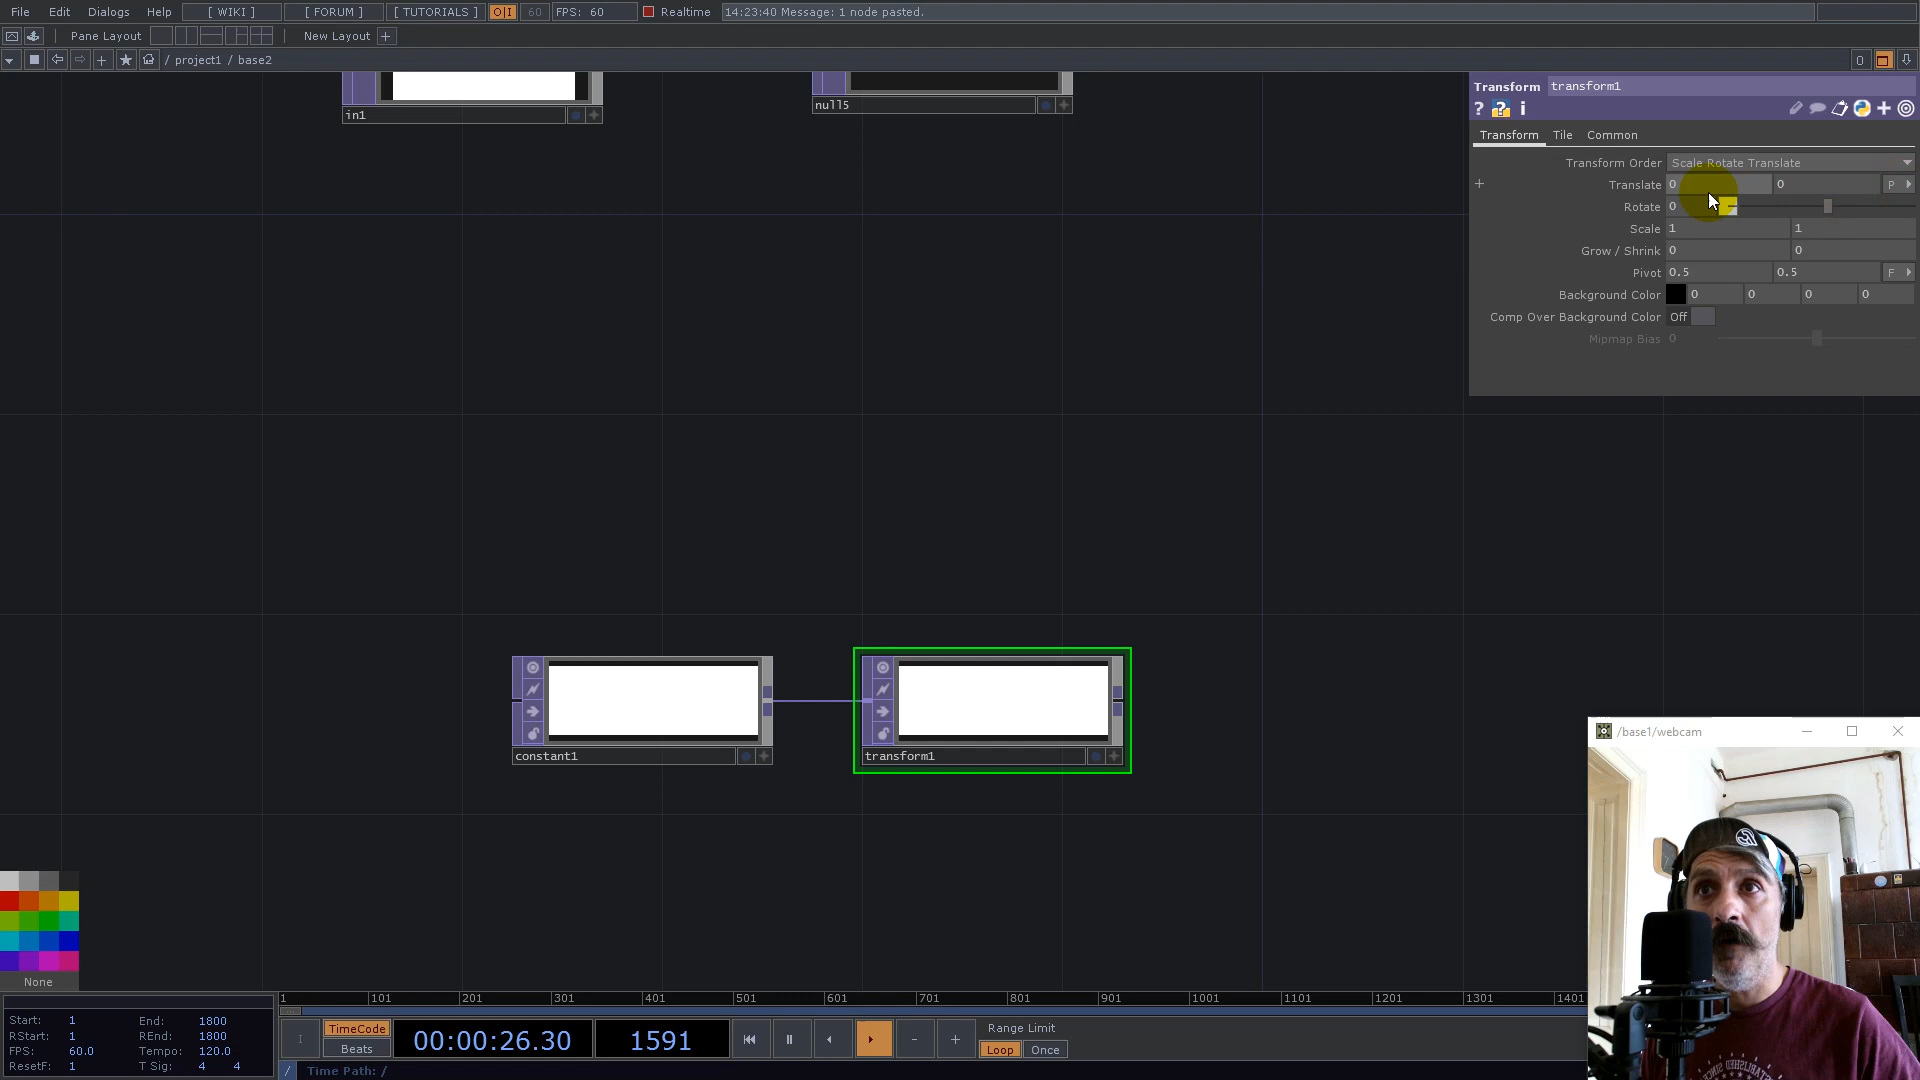 File Edit Dialogs Help [ WIKI ] [ FORUM ] [ TUTORIALS ] O|I 60 FPS: 60 Realtime 14:23:40 Message: 1 node pasted.
Pane Layout New Layout +
/ project1 / base2 0
in1
null5
Transform transform1
? ? i
Transform Tile Common
Transform Order Scale Rotate Translate
+ Translate 0 0 P
Rotate 0
Scale 1 1
Grow / Shrink 0 0
Pivot 0.5 0.5 F
Background Color 0 0 0 0
Comp Over Background Color Off
Mipmap Bias 0
constant1
transform1
/base1/webcam
None
1 101 201 301 401 501 601 701 801 901 1001 1101 1201 1301 1401
Start: 1 End: 1800
RStart: 1 REnd: 1800
FPS: 60.0 Tempo: 120.0
ResetF: 1 T Sig: 4 4
I TimeCode
Beats
00:00:26.30 1591
- +
Range Limit
Loop Once
/ Time Path: /